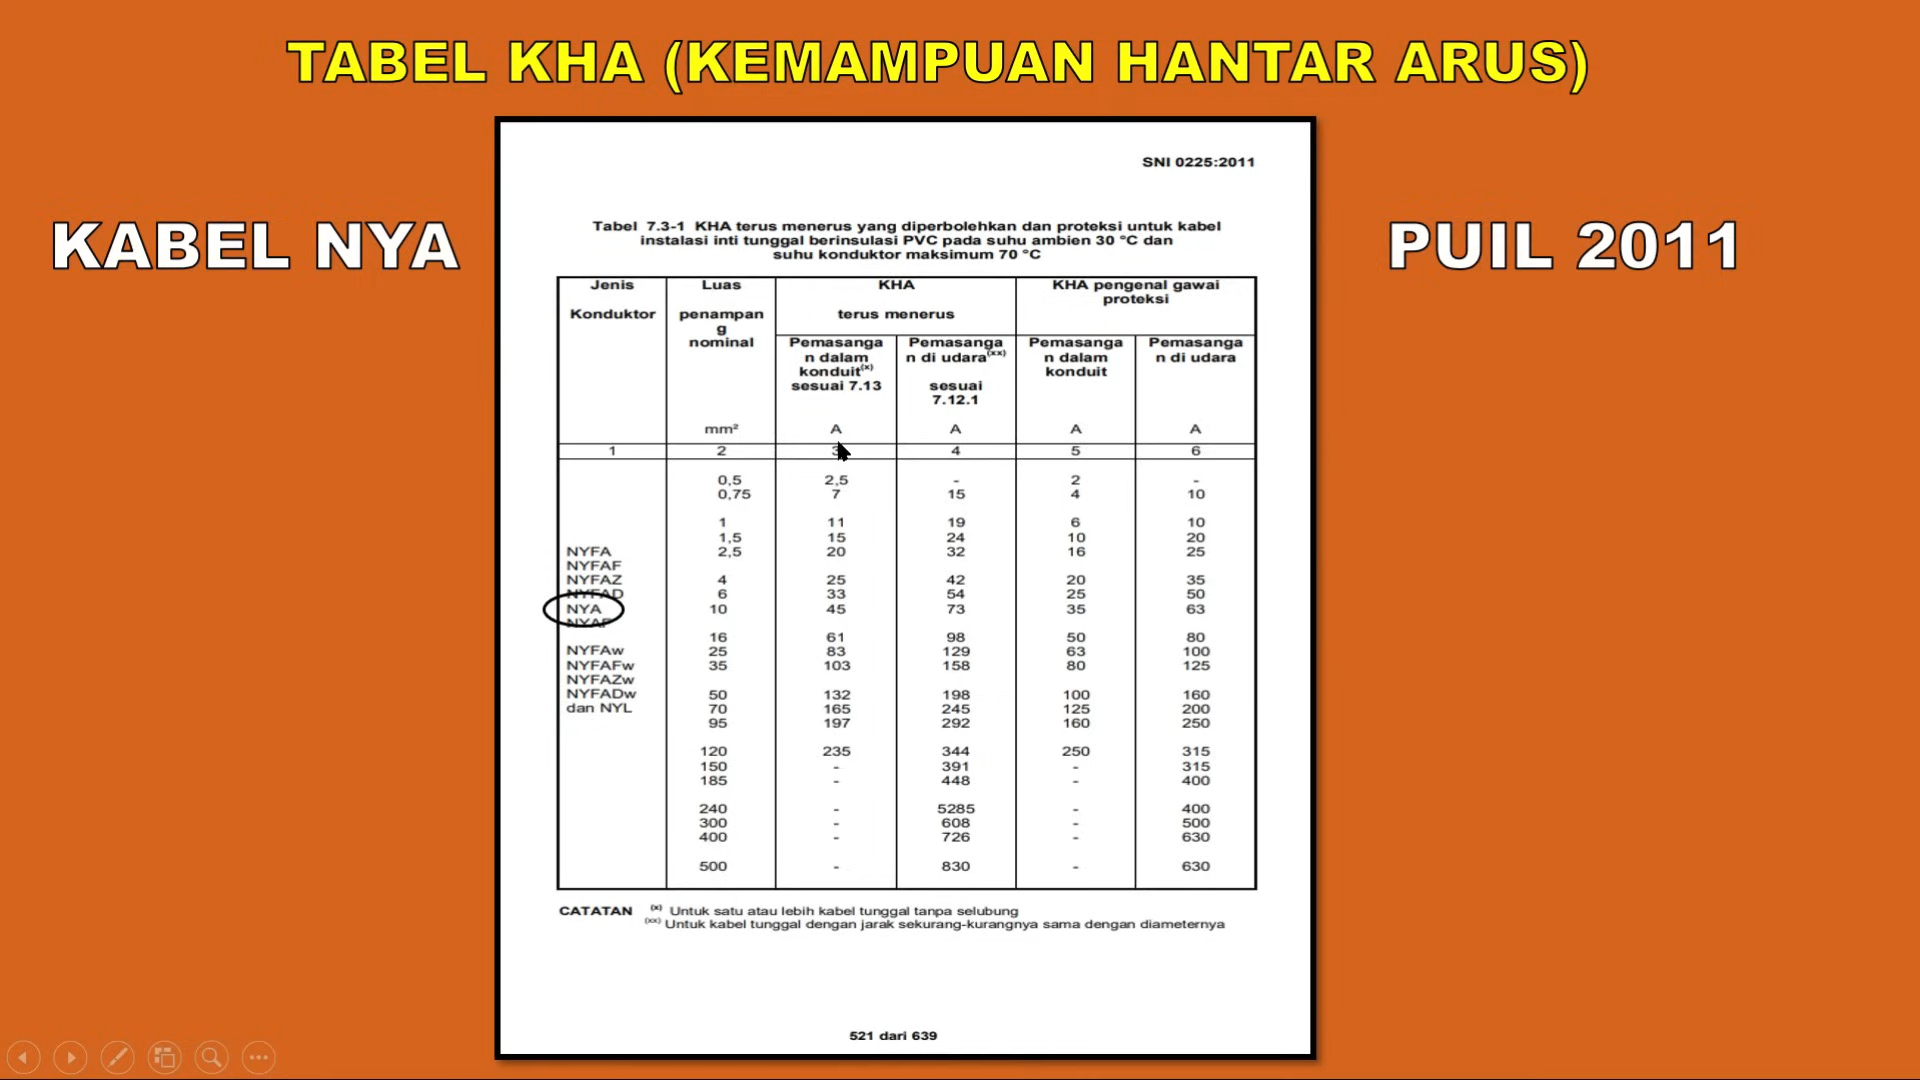 TABEL KHA (KEMAMPUAN HANTAR ARUS)
KABEL NYA
PUIL 2011
SNI 0225:2011
Tabel 7.3-1 KHA terus menerus yang diperbolehkan dan proteksi untuk kabel
instalasi inti tunggal berinsulasi PVC pada suhu ambien 30 °C dan
suhu konduktor maksimum 70 °C
Jenis Konduktor
Luas penampan
g
nominal
mm²
KHA
terus menerus
KHA pengenal gawai
proteksi
Pemasanga
n dalam
konduit(x)
sesuai 7.13
A
Pemasanga
n di udara(xx)
sesuai
7.12.1
A
Pemasanga
n dalam
konduit
A
Pemasanga
n di udara
A
1 2 3 4 5 6
NYFA
NYFAF
NYFAZ
NYFAD
NYA
NYAF
NYFAw
NYFAFw
NYFAZw
NYFADw
dan NYL
0,5 2,5 - 2 -
0,75 7 15 4 10
1 11 19 6 10
1,5 15 24 10 20
2,5 20 32 16 25
4 25 42 20 35
6 33 54 25 50
10 45 73 35 63
16 61 98 50 80
25 83 129 63 100
35 103 158 80 125
50 132 198 100 160
70 165 245 125 200
95 197 292 160 250
120 235 344 250 315
150 - 391 - 315
185 - 448 - 400
240 - 5285 - 400
300 - 608 - 500
400 - 726 - 630
500 - 830 - 630
CATATAN (x) Untuk satu atau lebih kabel tunggal tanpa selubung
(xx) Untuk kabel tunggal dengan jarak sekurang-kurangnya sama dengan diameternya
521 dari 639